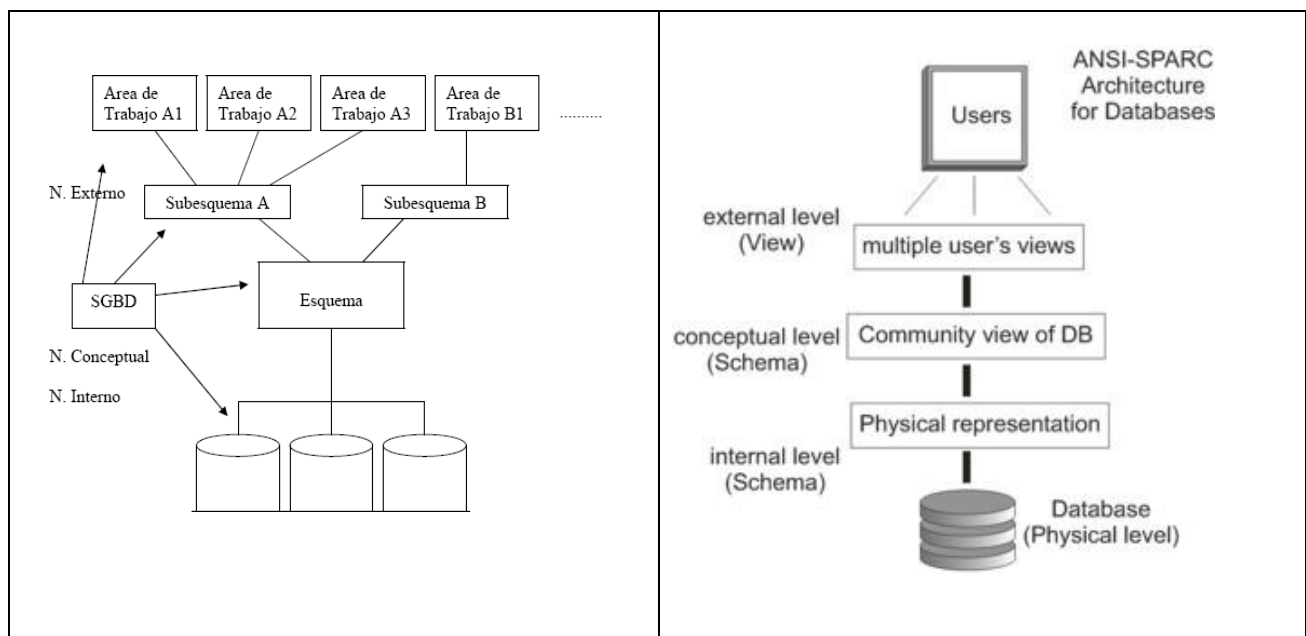 Area de
Trabajo A1
Area de
Trabajo A2
Area de
Trabajo A3
Area de
Trabajo B1
..........
N. Externo
Subesquema A
Subesquema B
SGBD
Esquema
N. Conceptual
N. Interno
ANSI-SPARC
Architecture
for Databases
Users
external level
(View)
multiple user's views
conceptual level
(Schema)
Community view of DB
Physical representation
internal level
(Schema)
Database
(Physical level)